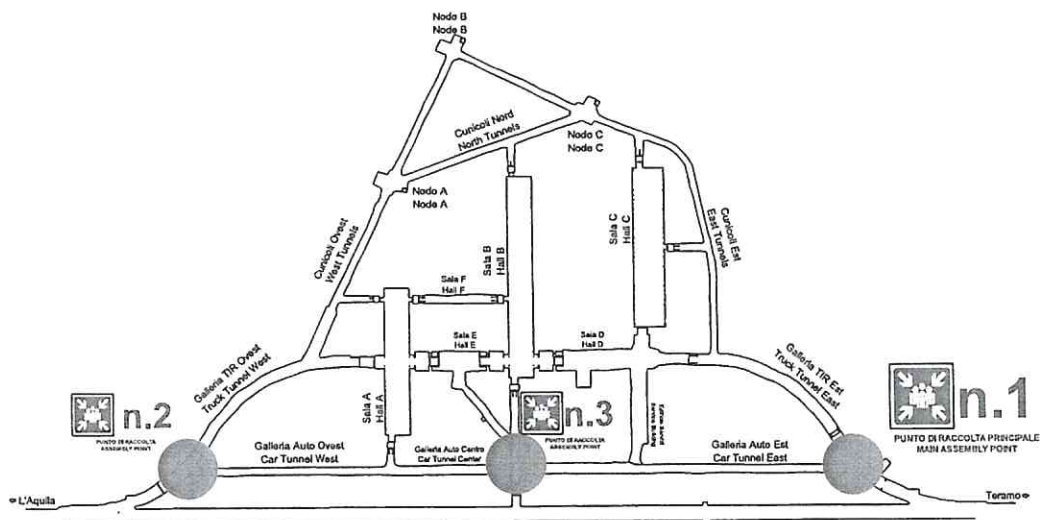 Nodo B
Node B
Cunicoli Nord
North Tunnels
Nodo C
Node C
Nodo A
Node A
Cunicoli Ovest
West Tunnels
Sala B
Hall B
Sala C
Hall C
Cunicoli Est
East Tunnels
Sala F
Hall F
Sala E
Hall E
Sala D
Hall D
Galleria TIR Ovest
Truck Tunnel West
Galleria TIR Est
Truck Tunnel East
Sala A
Hall A
n.2
PUNTO DI RACCOLTA
ASSEMBLY POINT
n.3
PUNTO DI RACCOLTA
ASSEMBLY POINT
n.1
PUNTO DI RACCOLTA PRINCIPALE
MAIN ASSEMBLY POINT
Galleria Auto Ovest
Car Tunnel West
Galleria Auto Centro
Car Tunnel Center
Galleria Auto Est
Car Tunnel East
L'Aquila
Teramo